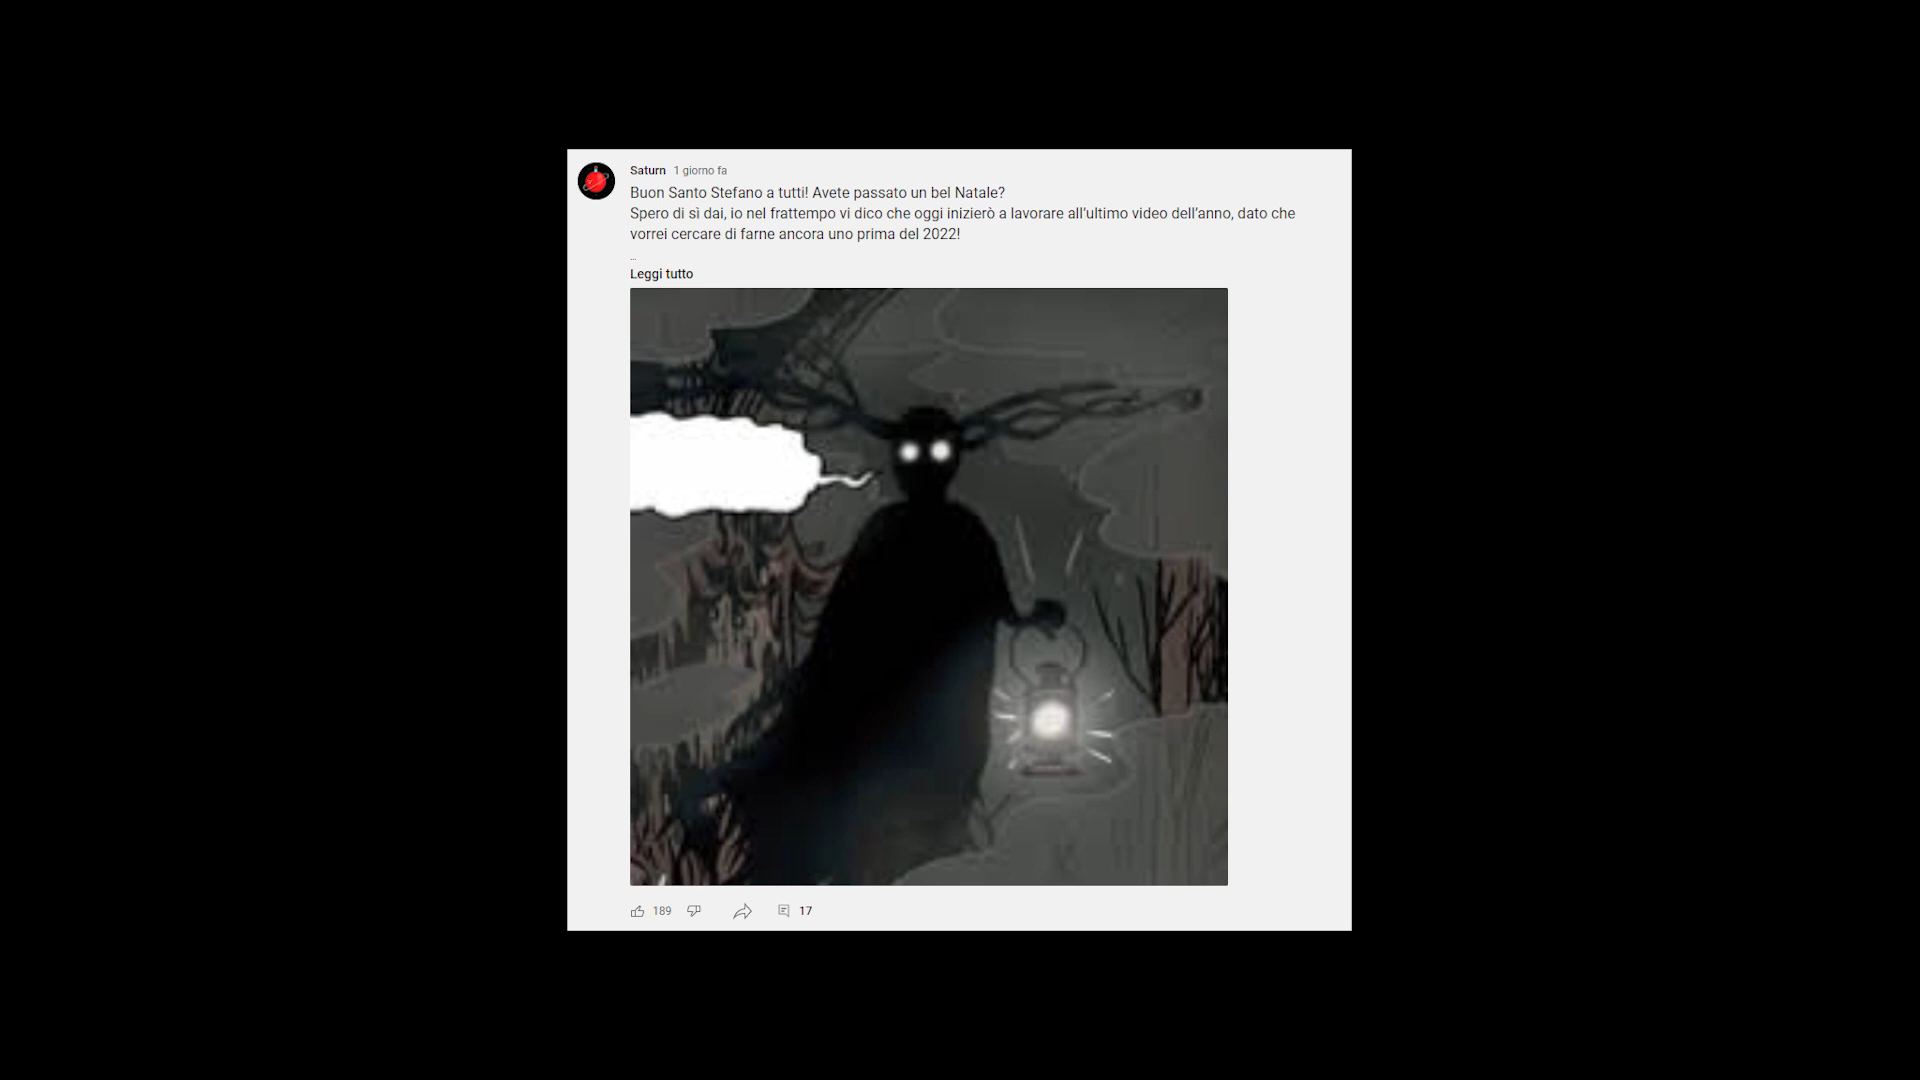 Saturn 1 giorno fa
Buon Santo Stefano a tutti! Avete passato un bel Natale?
Spero di sì dai, io nel frattempo vi dico che oggi inizierò a lavorare all'ultimo video dell'anno, dato che
vorrei cercare di farne ancora uno prima del 2022!
...
Leggi tutto
189 17